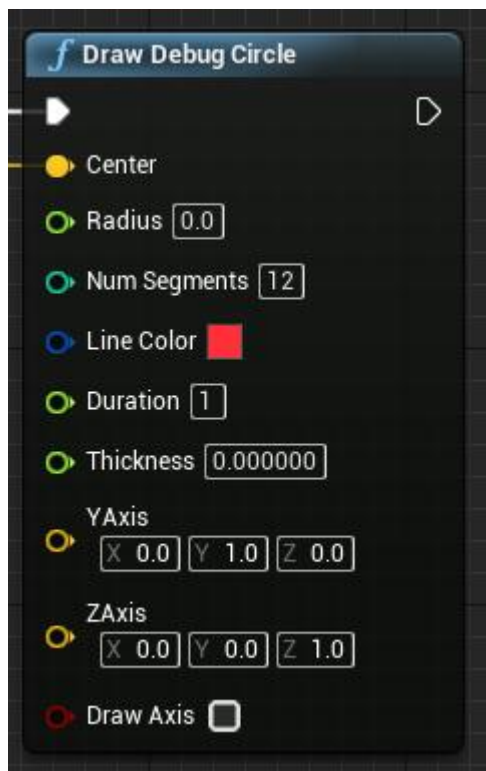 f Draw Debug Circle
Center
Radius 0.0
Num Segments 12
Line Color
Duration 1
Thickness 0.000000
YAxis
X 0.0 Y 1.0 Z 0.0
ZAxis
X 0.0 Y 0.0 Z 1.0
Draw Axis